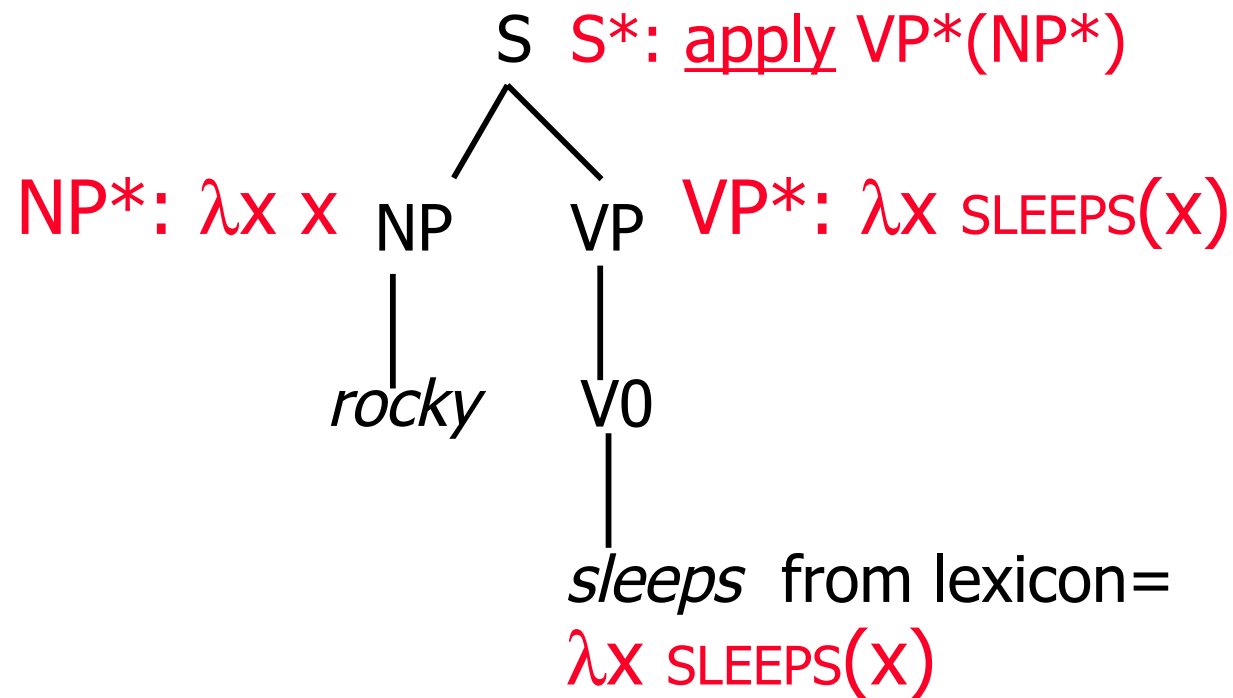 S S*: apply VP*(NP*)
NP*: λx x NP VP VP*: λx SLEEPS(x)
rocky V0
sleeps from lexicon=
λx SLEEPS(x)